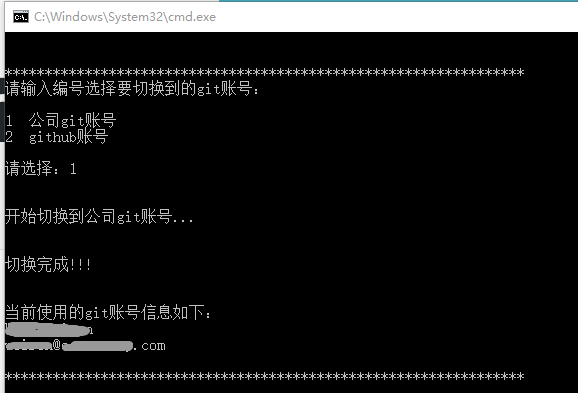 C:\Windows\System32\cmd.exe
*****************************************************************
请输入编号选择要切换到的git账号：
1  公司git账号
2  github账号
请选择：1
开始切换到公司git账号...
切换完成!!!
当前使用的git账号信息如下：
.com
*****************************************************************